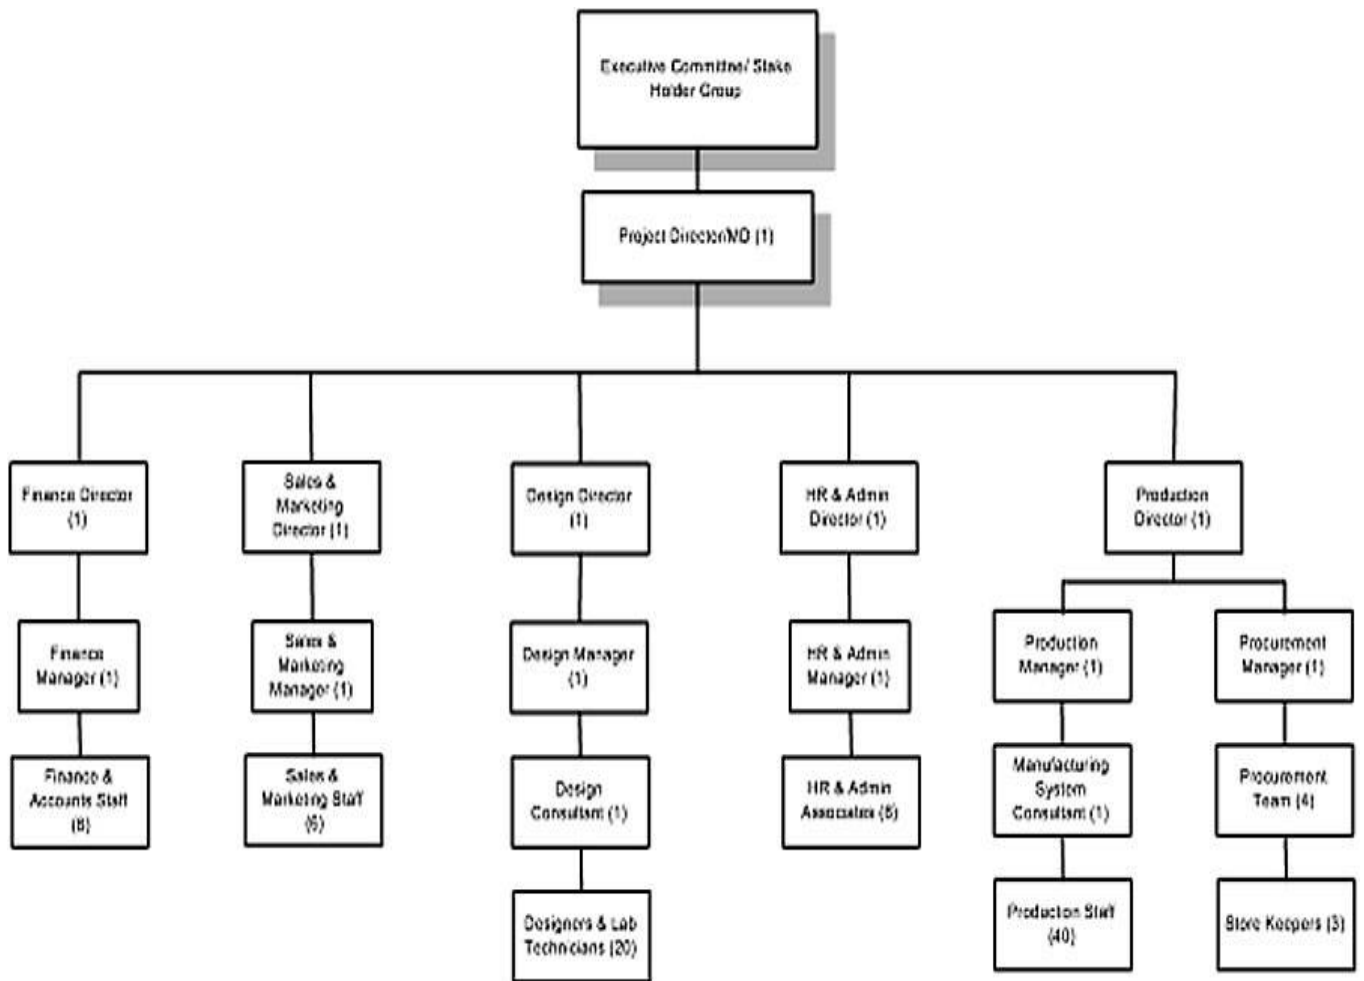 Executive Committee/ Stake
Holder Group
Project Director/MD (1)
Finance Director
(1)
Sales &
Marketing
Director (1)
Design Director
(1)
HR & Admin
Director (1)
Production
Director (1)
Finance
Manager (1)
Sales &
Marketing
Manager (1)
Design Manager
(1)
HR & Admin
Manager (1)
Production
Manager (1)
Procurement
Manager (1)
Finance &
Accounts Staff
Sales &
Marketing Staff
Design
Consultant (1)
HR & Admin
Associates
Manufacturing
System
Consultant (1)
Procurement
Team (4)
Designers & Lab
Technicians (20)
Production Staff
(40)
Store Keepers (3)